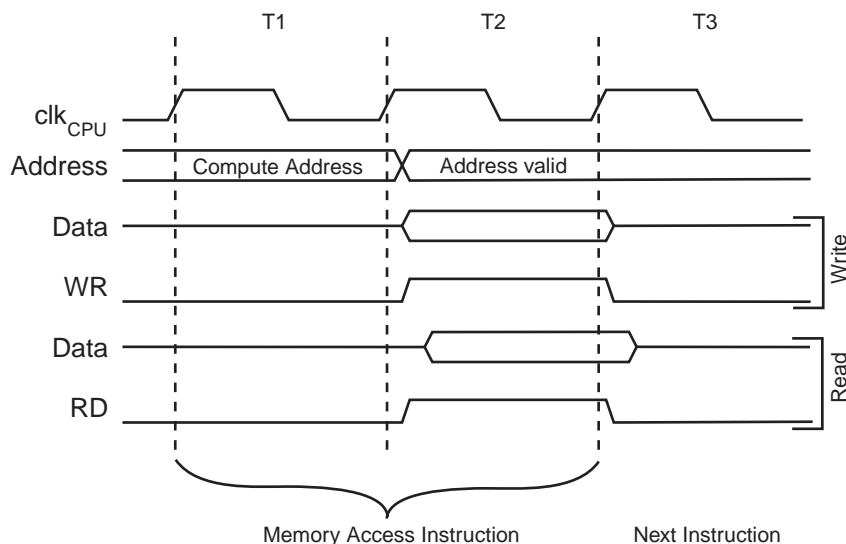 T1 T2 T3
clkCPU
Address Compute Address Address valid
Data
WR
Write
Data
RD
Read
Memory Access Instruction Next Instruction